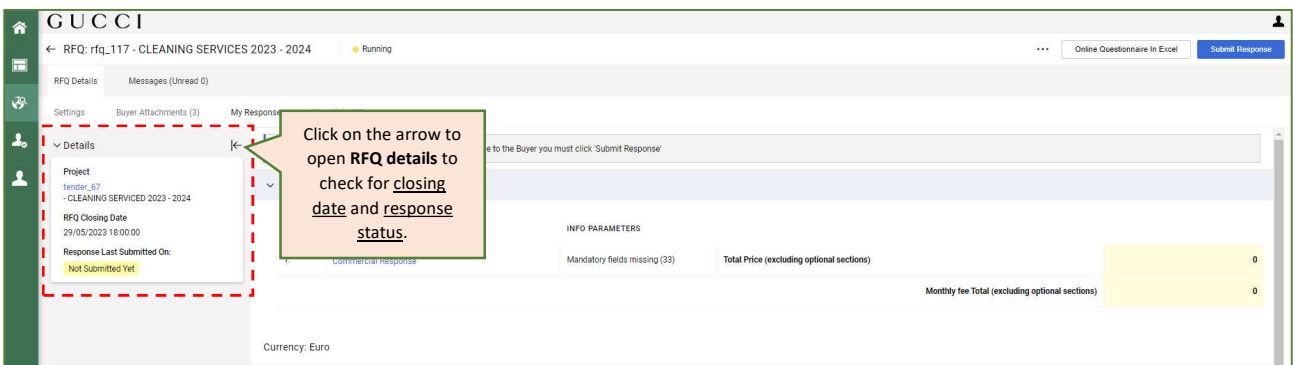 GUCCI
← RFQ: rfq_117 - CLEANING SERVICES 2023 - 2024 Running ... Online Questionnaire In Excel Submit Response
RFQ Details Messages (Unread 0)
Settings Buyer Attachments (3) My Response
Details
Project
tender_67
- CLEANING SERVICED 2023 - 2024
RFQ Closing Date
29/05/2023 18:00:00
Response Last Submitted On:
Not Submitted Yet
Click on the arrow to
open RFQ details to
check for closing
date and response
status.
e to the Buyer you must click 'Submit Response'
INFO PARAMETERS
Commercial Response Mandatory fields missing (33) Total Price (excluding optional sections) 0
Monthly fee Total (excluding optional sections) 0
Currency: Euro